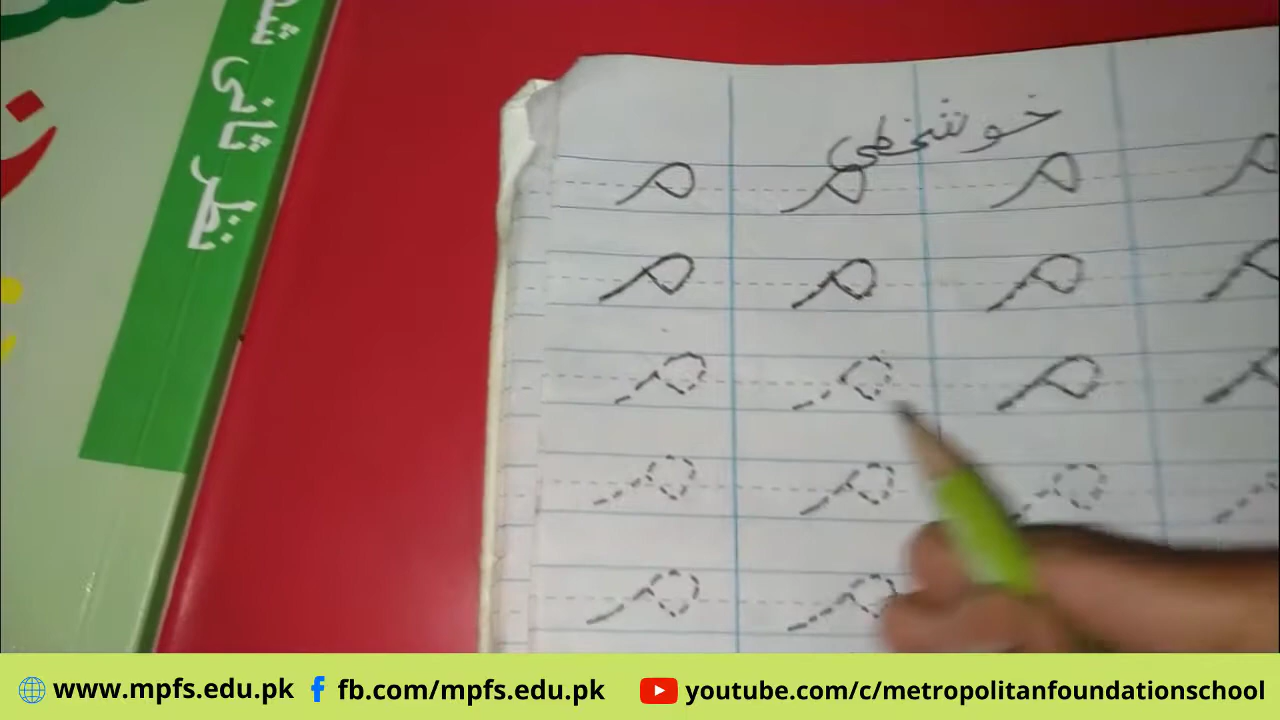 نظر ثانی
خوشخطی
م م م م
م م م م
م م م م
م م م م
م م
www.mpfs.edu.pk fb.com/mpfs.edu.pk youtube.com/c/metropolitanfoundationschool